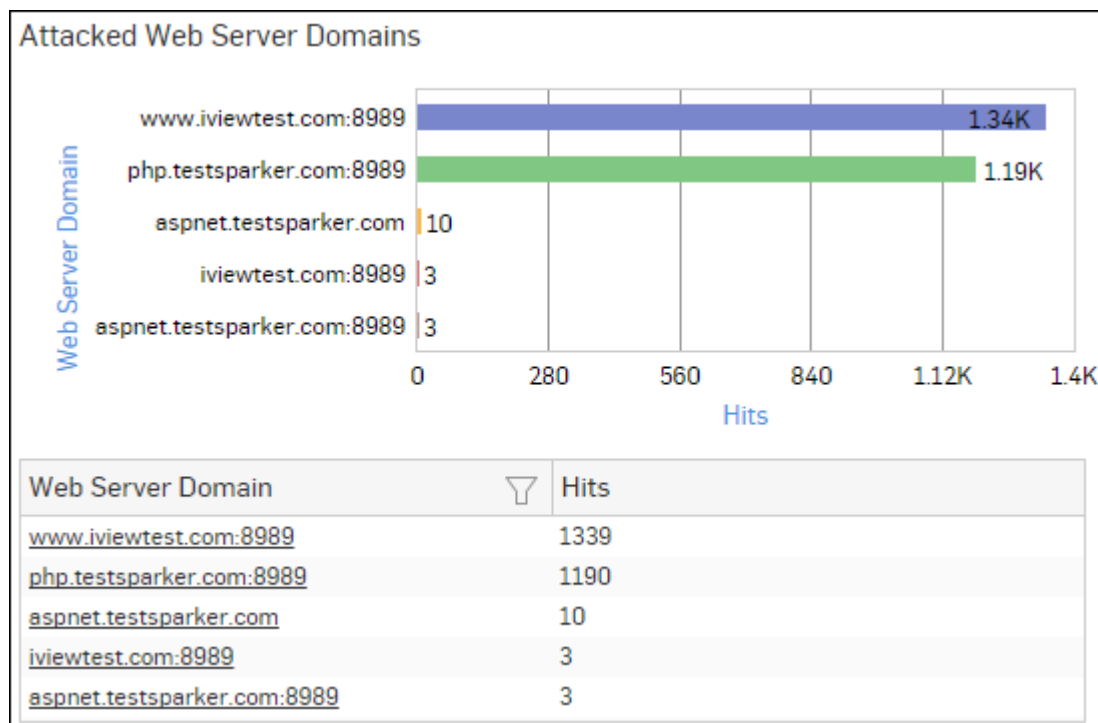 Attacked Web Server Domains
Web Server Domain
www.iviewtest.com:8989 1.34K
php.testsparker.com:8989 1.19K
aspnet.testsparker.com 10
iviewtest.com:8989 3
aspnet.testsparker.com:8989 3
0 280 560 840 1.12K 1.4K
Hits
Web Server Domain Hits
www.iviewtest.com:8989 1339
php.testsparker.com:8989 1190
aspnet.testsparker.com 10
iviewtest.com:8989 3
aspnet.testsparker.com:8989 3